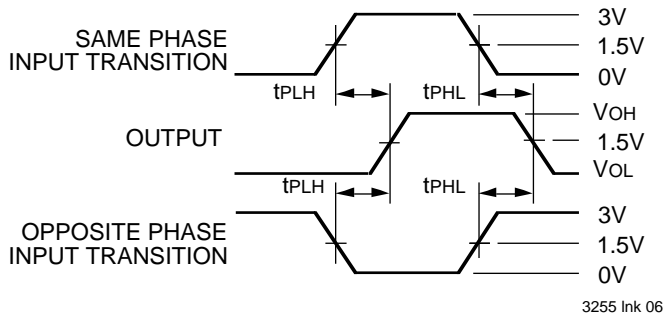 SAME PHASE
INPUT TRANSITION
3V
1.5V
0V
tPLH
tPHL
OUTPUT
VOH
1.5V
VOL
tPLH
tPHL
OPPOSITE PHASE
INPUT TRANSITION
3V
1.5V
0V
3255 lnk 06